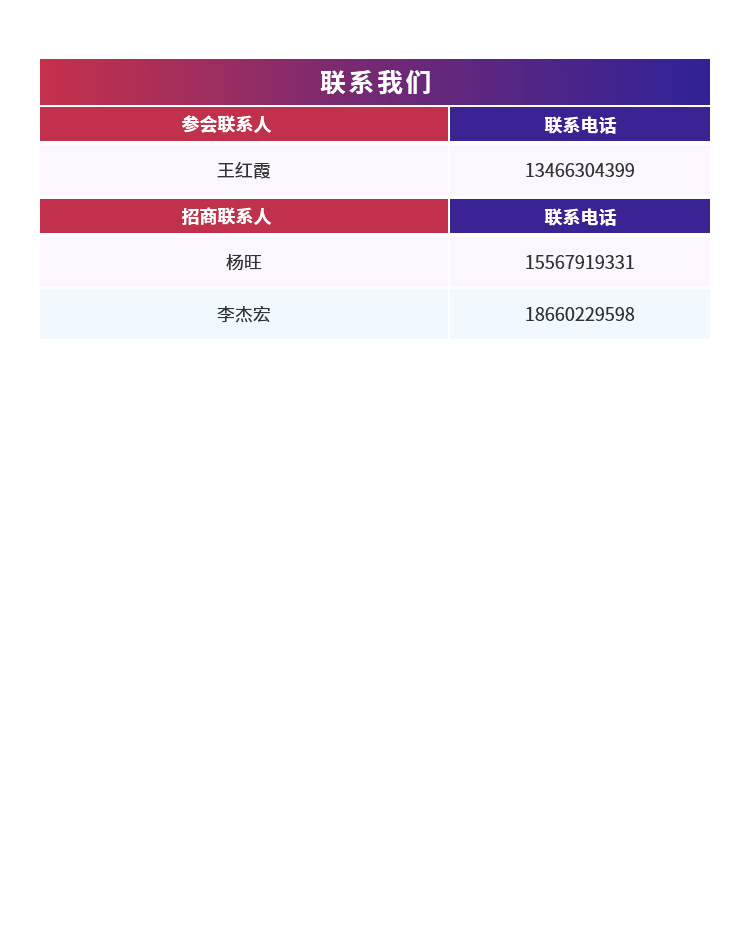 联系我们
参会联系人 联系电话
王红霞 13466304399
招商联系人 联系电话
杨旺 15567919331
李杰宏 18660229598